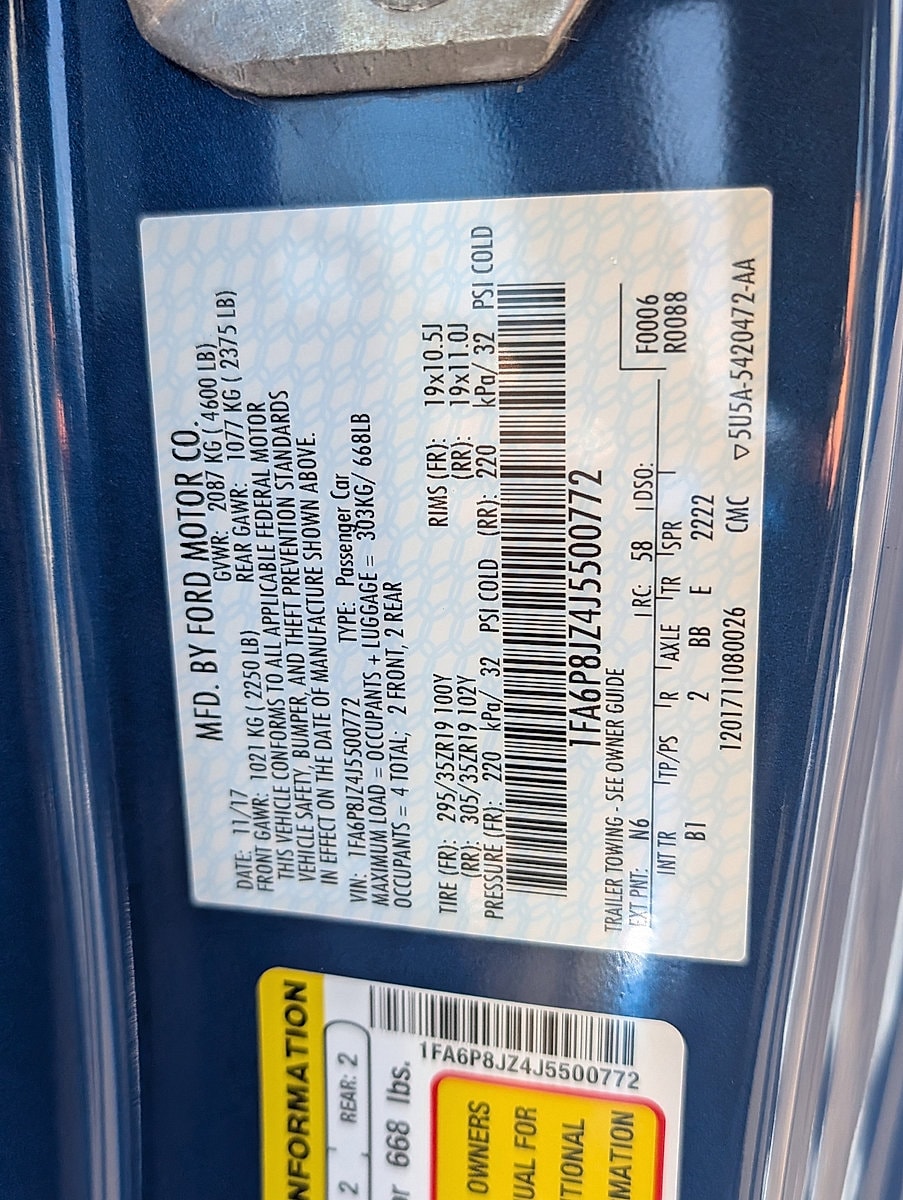 MFD. BY FORD MOTOR CO.
DATE: 11/17 GVWR: 2087 KG ( 4600 LB)
FRONT GAWR: 1021 KG ( 2250 LB) REAR GAWR: 1077 KG ( 2375 LB)
THIS VEHICLE CONFORMS TO ALL APPLICABLE FEDERAL MOTOR
VEHICLE SAFETY, BUMPER, AND THEFT PREVENTION STANDARDS
IN EFFECT ON THE DATE OF MANUFACTURE SHOWN ABOVE.
VIN: 1FA6P8JZ4J5500772 TYPE: Passenger Car
MAXIMUM LOAD = OCCUPANTS + LUGGAGE = 303KG/ 668LB
OCCUPANTS = 4 TOTAL; 2 FRONT, 2 REAR
TIRE (FR): 295/35ZR19 100Y RIMS (FR): 19x10.5J
(RR): 305/35ZR19 102Y (RR): 19x11.0J
PRESSURE (FR): 220 kPa/ 32 PSI COLD (RR): 220 kPa/ 32 PSI COLD
1FA6P8JZ4J5500772
TRAILER TOWING - SEE OWNER GUIDE
F0006
R0088
EXT PNT: N6 RC: 58 DSO:
INT TR TP/PS R AXLE TR SPR
B1 2 BB E 2222
1201711080026 CMC ▽5U5A-5420472-AA
NFORMATION
2 REAR: 2
or 668 lbs.
1FA6P8JZ4J5500772
OWNERS
UAL FOR
TIONAL
MATION